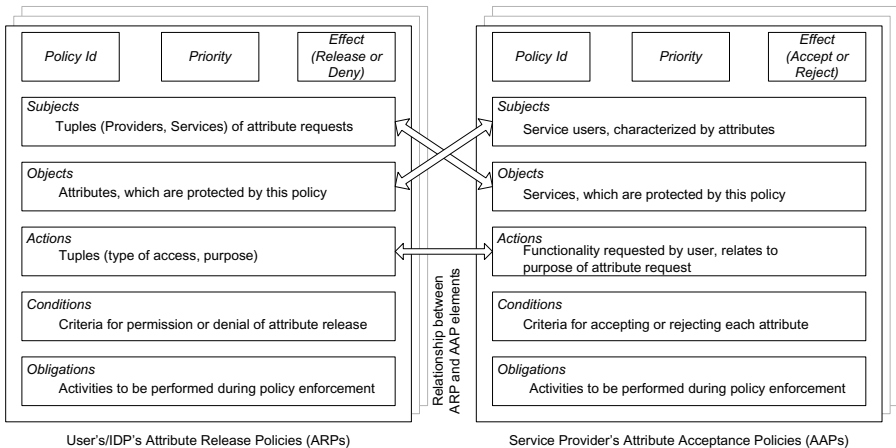 Policy Id
Priority
Effect
(Release or
Deny)
Subjects
Tuples (Providers, Services) of attribute requests
Objects
Attributes, which are protected by this policy
Actions
Tuples (type of access, purpose)
Conditions
Criteria for permission or denial of attribute release
Obligations
Activities to be performed during policy enforcement
User's/IDP's Attribute Release Policies (ARPs)
Relationship between
ARP and AAP elements
Policy Id
Priority
Effect
(Accept or
Reject)
Subjects
Service users, characterized by attributes
Objects
Services, which are protected by this policy
Actions
Functionality requested by user, relates to
purpose of attribute request
Conditions
Criteria for accepting or rejecting each attribute
Obligations
Activities to be performed during policy enforcement
Service Provider's Attribute Acceptance Policies (AAPs)